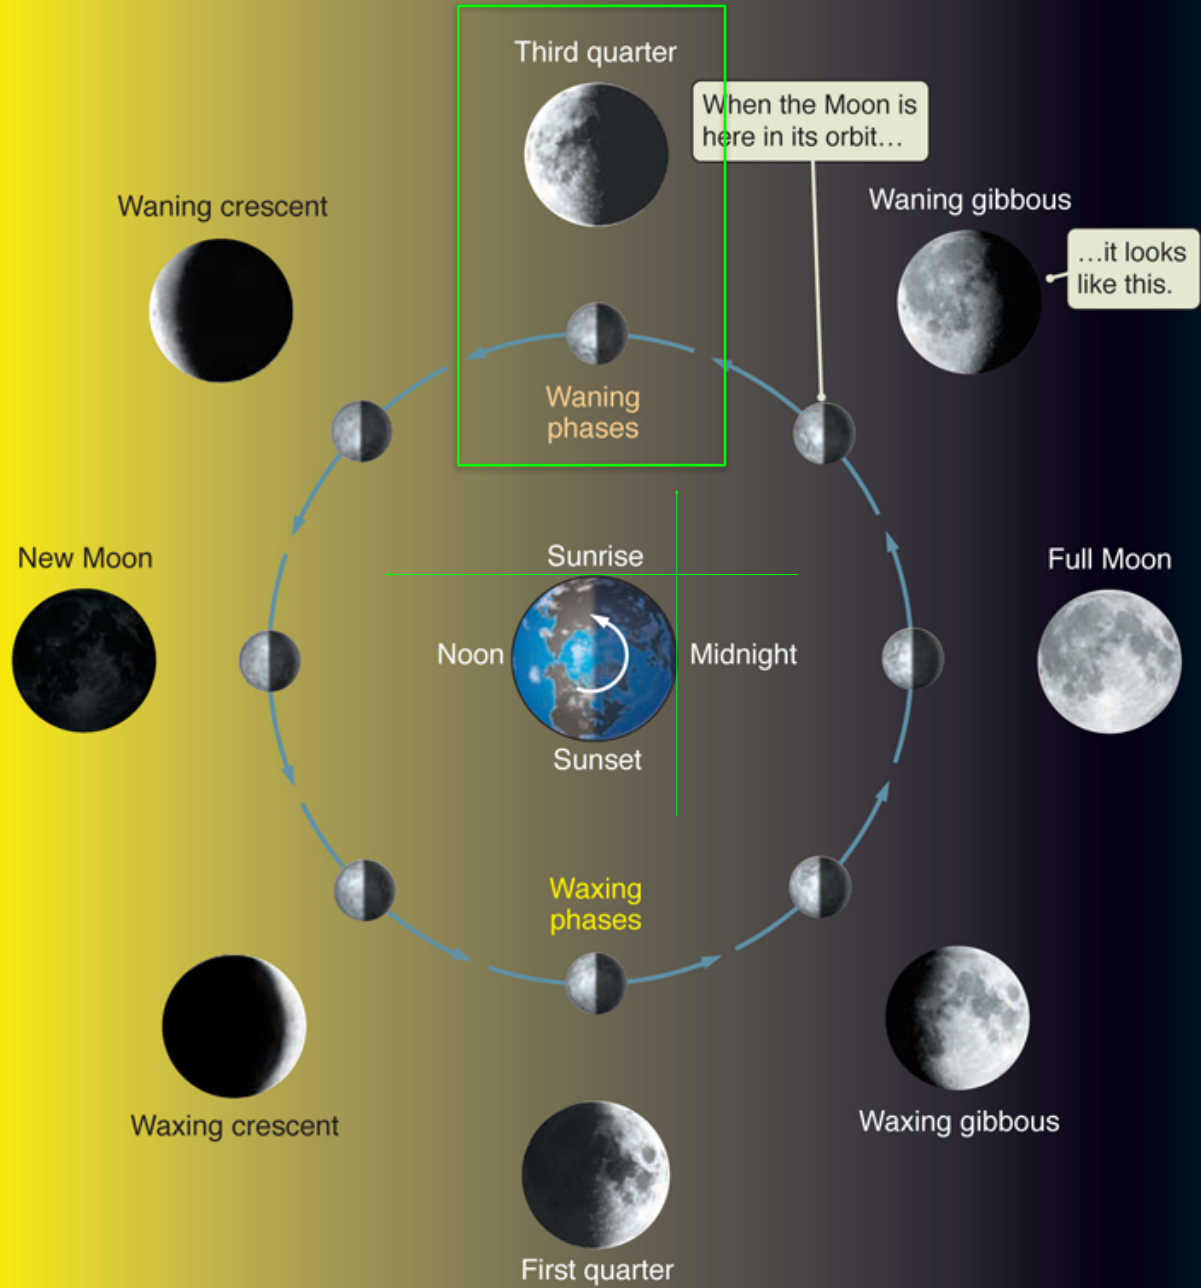 Third quarter
When the Moon is
here in its orbit…
Waning crescent
Waning gibbous
…it looks
like this.
Waning
phases
New Moon
Sunrise
Full Moon
Noon
Midnight
Sunset
Waxing
phases
Waxing crescent
Waxing gibbous
First quarter